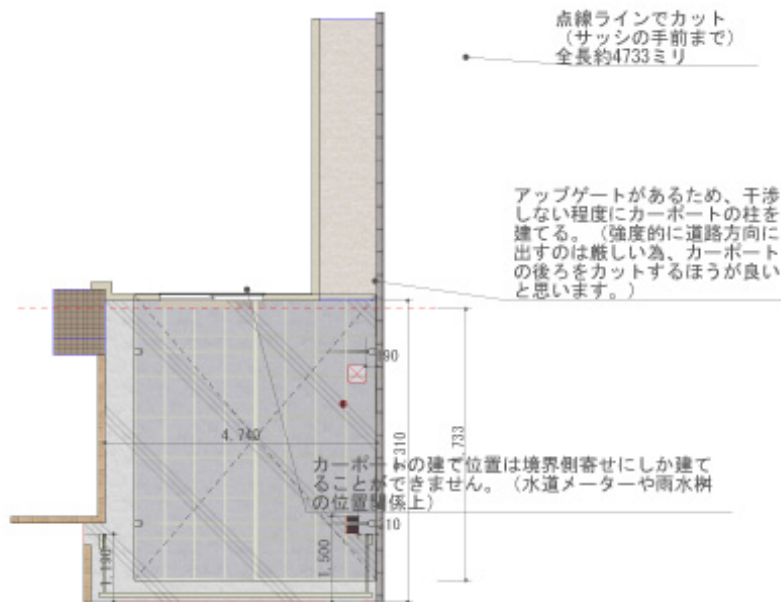 点線ラインでカット
（サッシの手前まで）
全長約4733ミリ
アップゲートがあるため、干渉
しない程度にカーポートの柱を
建てる。（強度的に道路方向に
出すのは厳しい為、カーポート
の後ろをカットするほうが良い
と思います。）
4.740
カーポートの建て位置は境界側寄せにしか建て
ることができません。（水道メーターや雨水桝
の位置関係上）
1.190
1.500